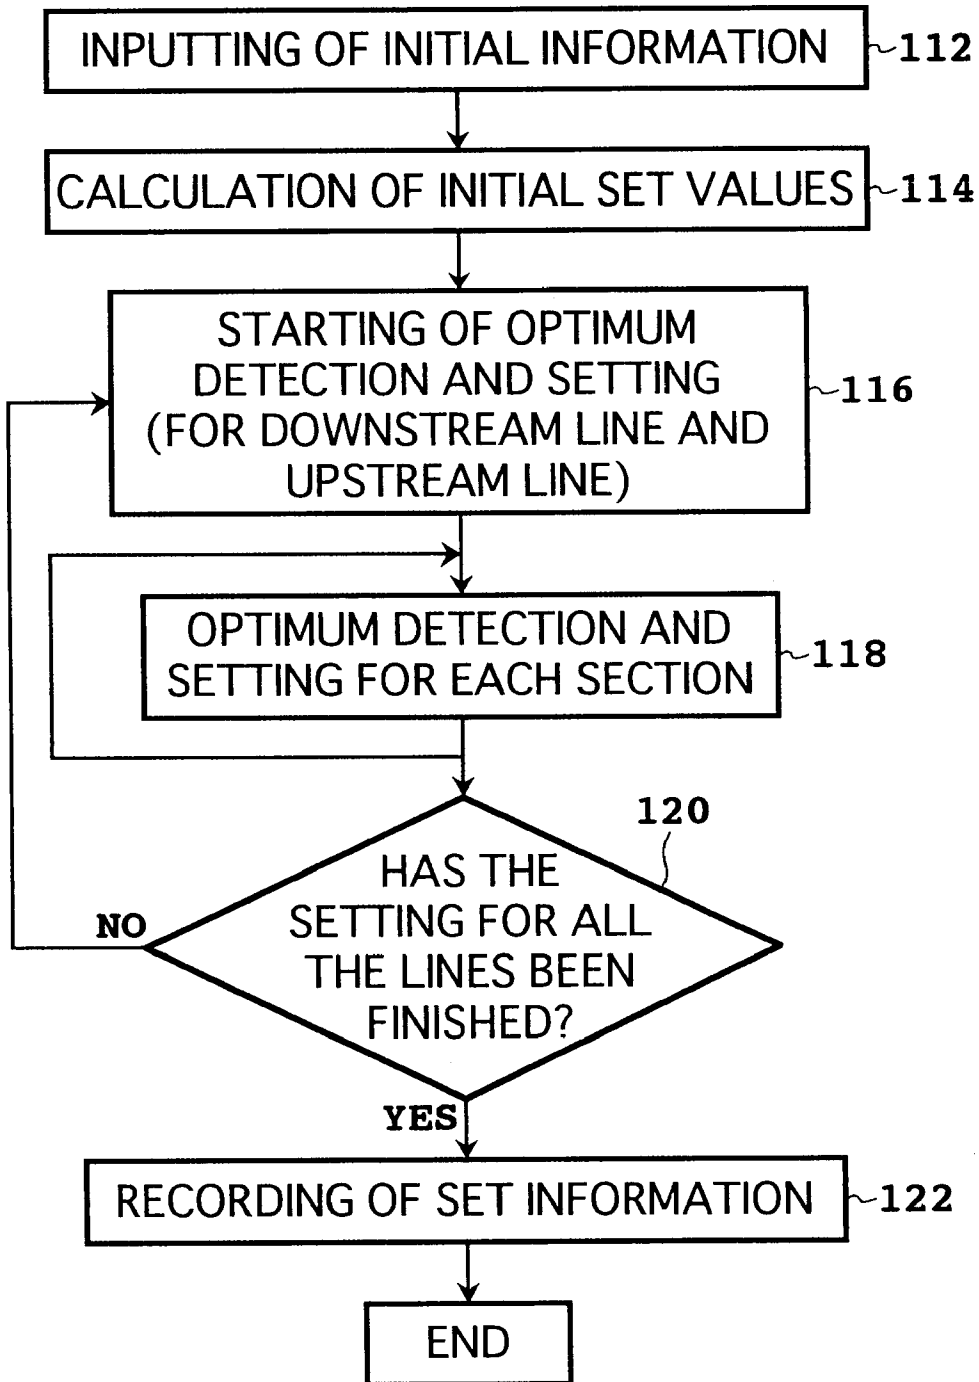 INPUTTING OF INITIAL INFORMATION
112
CALCULATION OF INITIAL SET VALUES
114
STARTING OF OPTIMUM
DETECTION AND SETTING
(FOR DOWNSTREAM LINE AND
UPSTREAM LINE)
116
OPTIMUM DETECTION AND
SETTING FOR EACH SECTION
118
120
HAS THE
SETTING FOR ALL
THE LINES BEEN
FINISHED?
NO
YES
RECORDING OF SET INFORMATION
122
END